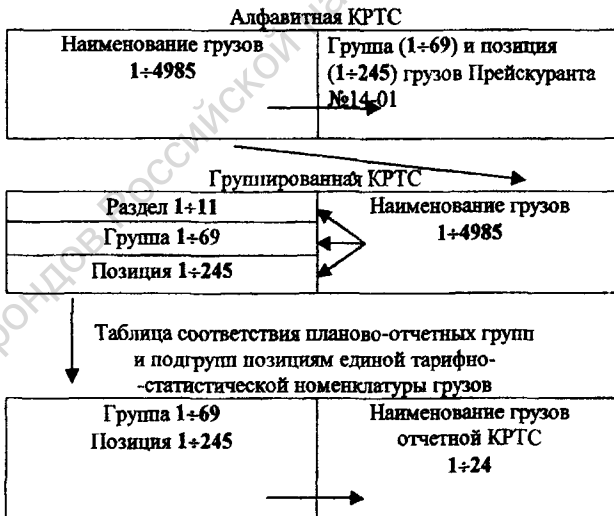 Алфавитная КРТС
Наименование грузов
1÷4985
Группа (1÷69) и позиция
(1÷245) грузов Прейскуранта
№14-01
Группированная КРТС
Раздел 1÷11
Группа 1÷69
Позиция 1÷245
Наименование грузов
1÷4985
Таблица соответствия планово-отчетных групп
и подгрупп позициям единой тарифно-
-статистической номенклатуры грузов
Группа 1÷69
Позиция 1÷245
Наименование грузов
отчетной КРТС
1÷24
фондов Российской